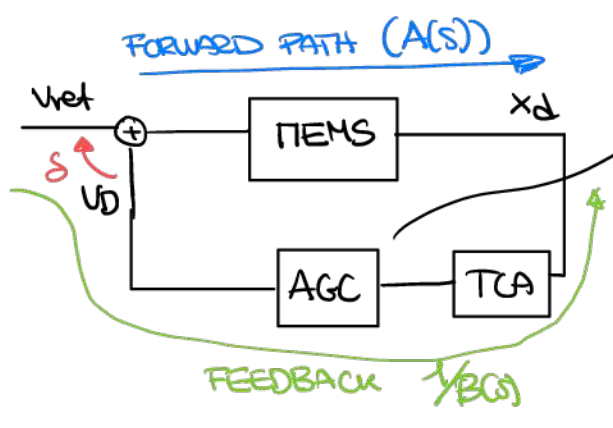 FORWARD PATH (A(S))
Vref
+
MEMS
Xd
δ
VD
AGC
TCA
FEEDBACK 1/B(S)